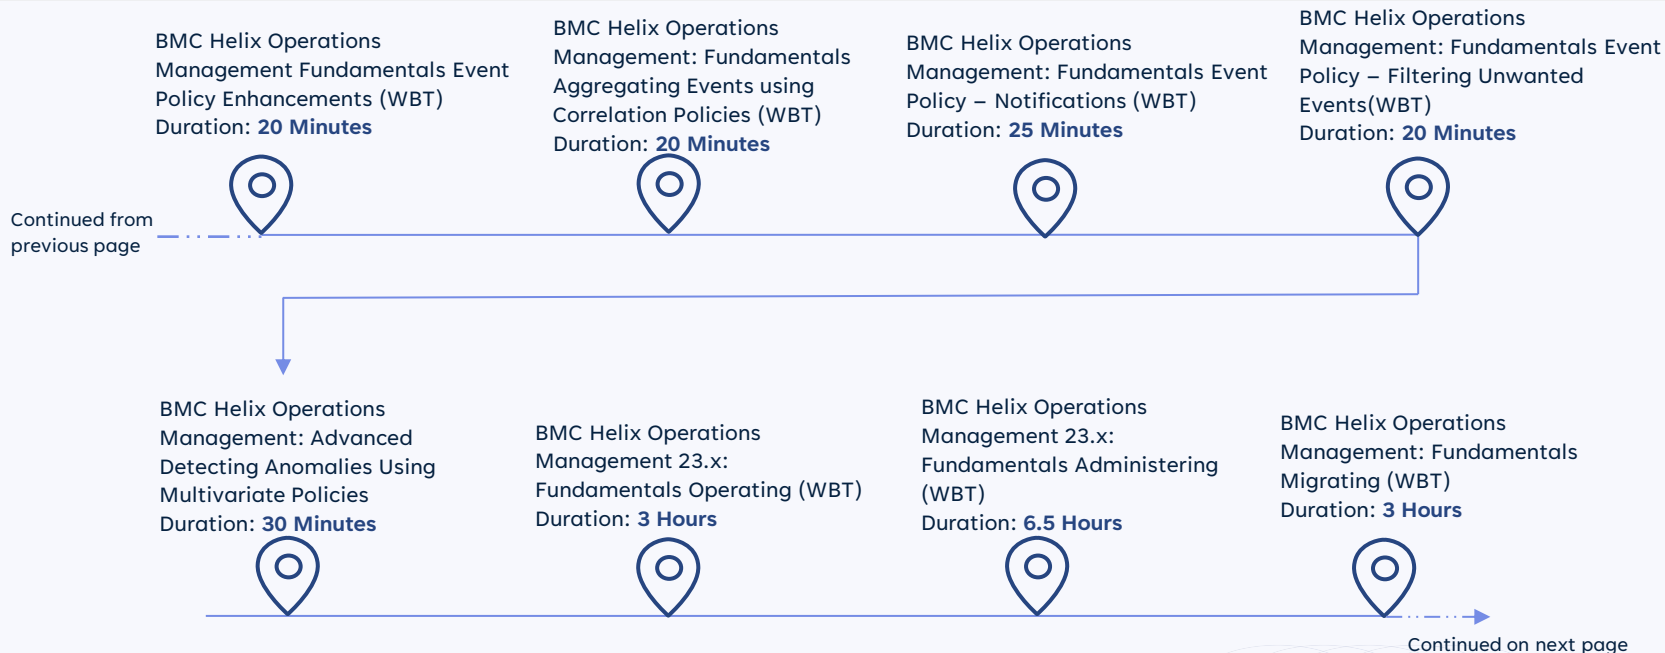 BMC Helix Operations
Management Fundamentals Event
Policy Enhancements (WBT)
Duration: 20 Minutes
BMC Helix Operations
Management: Fundamentals
Aggregating Events using
Correlation Policies (WBT)
Duration: 20 Minutes
BMC Helix Operations
Management: Fundamentals Event
Policy – Notifications (WBT)
Duration: 25 Minutes
BMC Helix Operations
Management: Fundamentals Event
Policy – Filtering Unwanted
Events(WBT)
Duration: 20 Minutes
Continued from
previous page
BMC Helix Operations
Management: Advanced
Detecting Anomalies Using
Multivariate Policies
Duration: 30 Minutes
BMC Helix Operations
Management 23.x:
Fundamentals Operating (WBT)
Duration: 3 Hours
BMC Helix Operations
Management 23.x:
Fundamentals Administering
(WBT)
Duration: 6.5 Hours
BMC Helix Operations
Management: Fundamentals
Migrating (WBT)
Duration: 3 Hours
Continued on next page